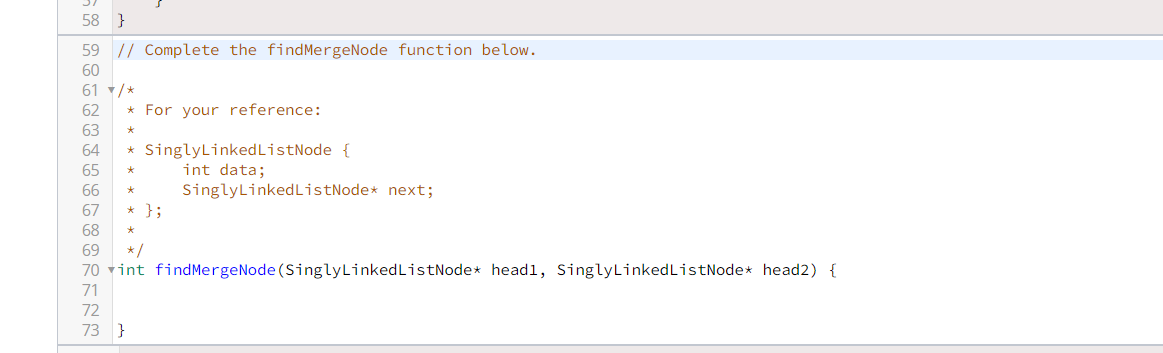 57 }
58 }
59 // Complete the findMergeNode function below.
60
61 /*
62 * For your reference:
63 *
64 * SinglyLinkedListNode {
65 *     int data;
66 *     SinglyLinkedListNode* next;
67 * };
68 *
69 */
70 int findMergeNode(SinglyLinkedListNode* head1, SinglyLinkedListNode* head2) {
71
72
73 }